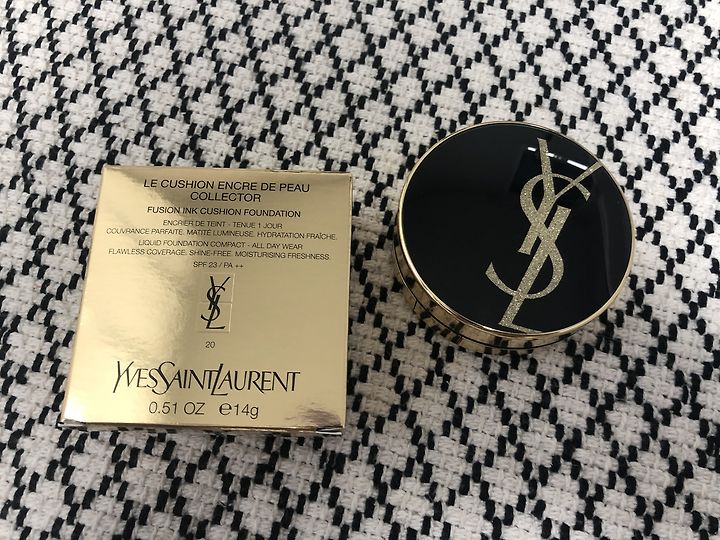 LE CUSHION ENCRE DE PEAU
COLLECTOR
FUSION INK CUSHION FOUNDATION
ENCRIER DE TEINT - TENUE 1 JOUR
COUVRANCE PARFAITE. MATITÉ LUMINEUSE. HYDRATATION FRAÎCHE.
LIQUID FOUNDATION COMPACT - ALL DAY WEAR
FLAWLESS COVERAGE. SHINE-FREE. MOISTURISING FRESHNESS.
SPF 23 / PA ++
YSL
20
YVESSAINTLAURENT
0.51 OZ ℮14g
YSL